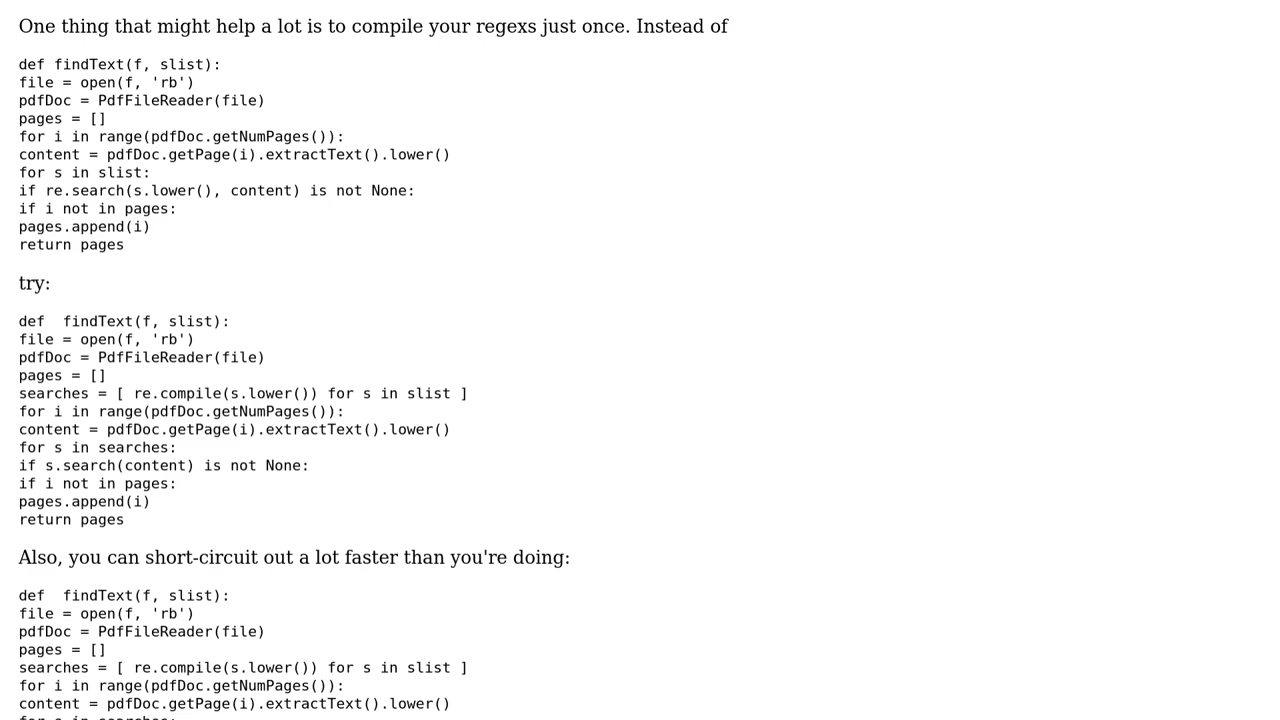 One thing that might help a lot is to compile your regexs just once. Instead of
def findText(f, slist):
file = open(f, 'rb')
pdfDoc = PdfFileReader(file)
pages = []
for i in range(pdfDoc.getNumPages()):
content = pdfDoc.getPage(i).extractText().lower()
for s in slist:
if re.search(s.lower(), content) is not None:
if i not in pages:
pages.append(i)
return pages
try:
def  findText(f, slist):
file = open(f, 'rb')
pdfDoc = PdfFileReader(file)
pages = []
searches = [ re.compile(s.lower()) for s in slist ]
for i in range(pdfDoc.getNumPages()):
content = pdfDoc.getPage(i).extractText().lower()
for s in searches:
if s.search(content) is not None:
if i not in pages:
pages.append(i)
return pages
Also, you can short-circuit out a lot faster than you're doing:
def  findText(f, slist):
file = open(f, 'rb')
pdfDoc = PdfFileReader(file)
pages = []
searches = [ re.compile(s.lower()) for s in slist ]
for i in range(pdfDoc.getNumPages()):
content = pdfDoc.getPage(i).extractText().lower()